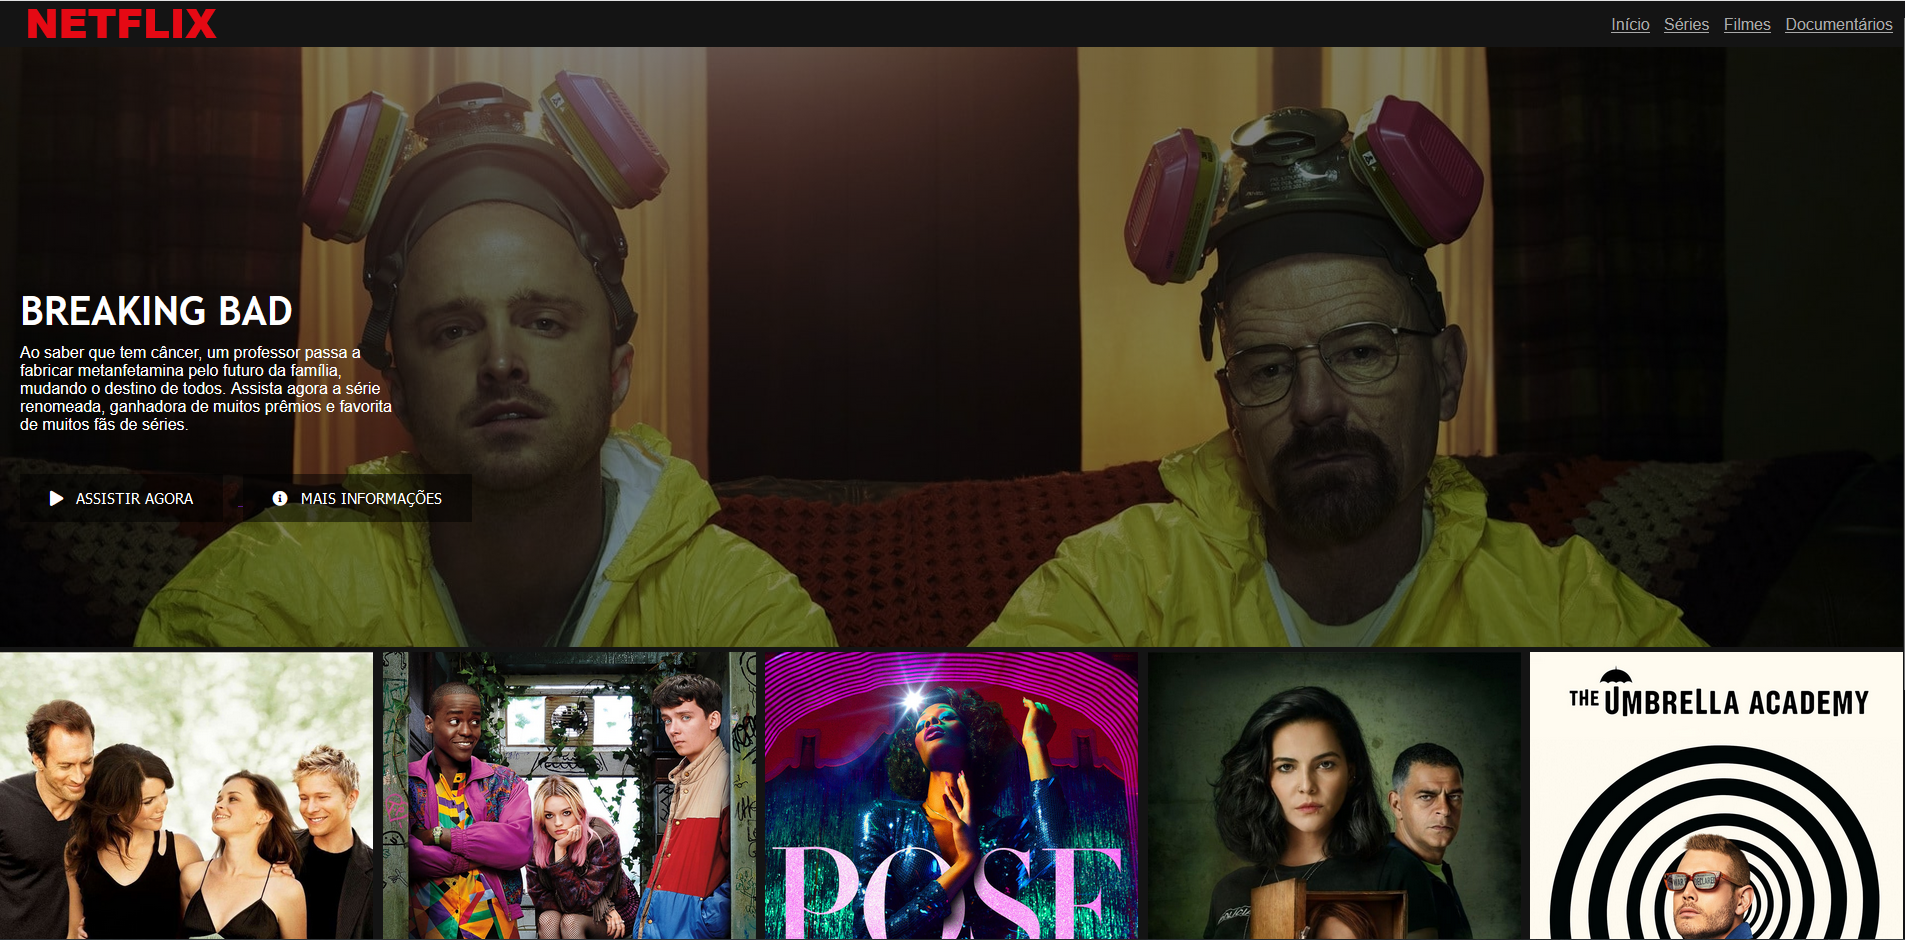 NETFLIX
Início Séries Filmes Documentários
BREAKING BAD
Ao saber que tem câncer, um professor passa a
fabricar metanfetamina pelo futuro da família,
mudando o destino de todos. Assista agora a série
renomeada, ganhadora de muitos prêmios e favorita
de muitos fãs de séries.
ASSISTIR AGORA
MAIS INFORMAÇÕES
POSE
THE UMBRELLA ACADEMY